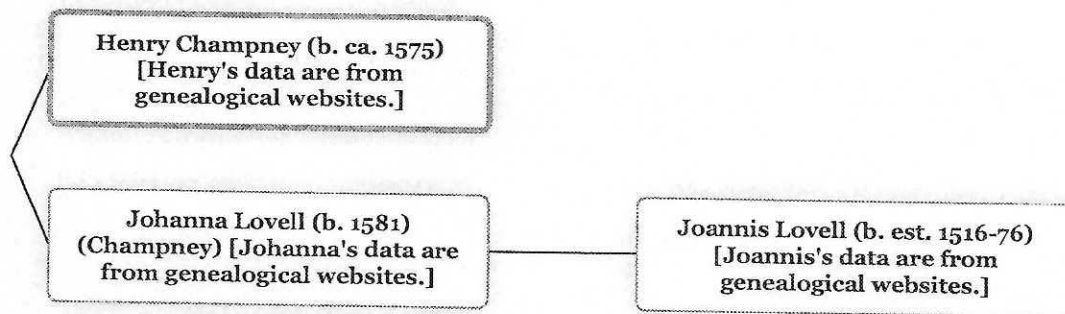 Henry Champney (b. ca. 1575)
[Henry's data are from
genealogical websites.]
Johanna Lovell (b. 1581)
(Champney) [Johanna's data are
from genealogical websites.]
Joannis Lovell (b. est. 1516-76)
[Joannis's data are from
genealogical websites.]